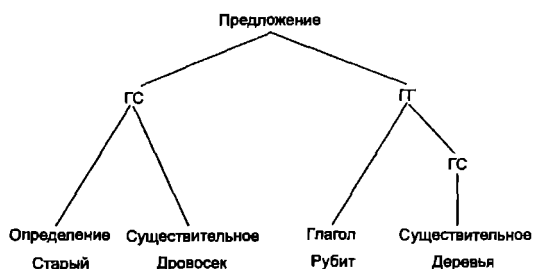 Предложение
ГС ГГ
ГС
Определение Существительное Глагол Существительное
Старый Дровосек Рубит Деревья